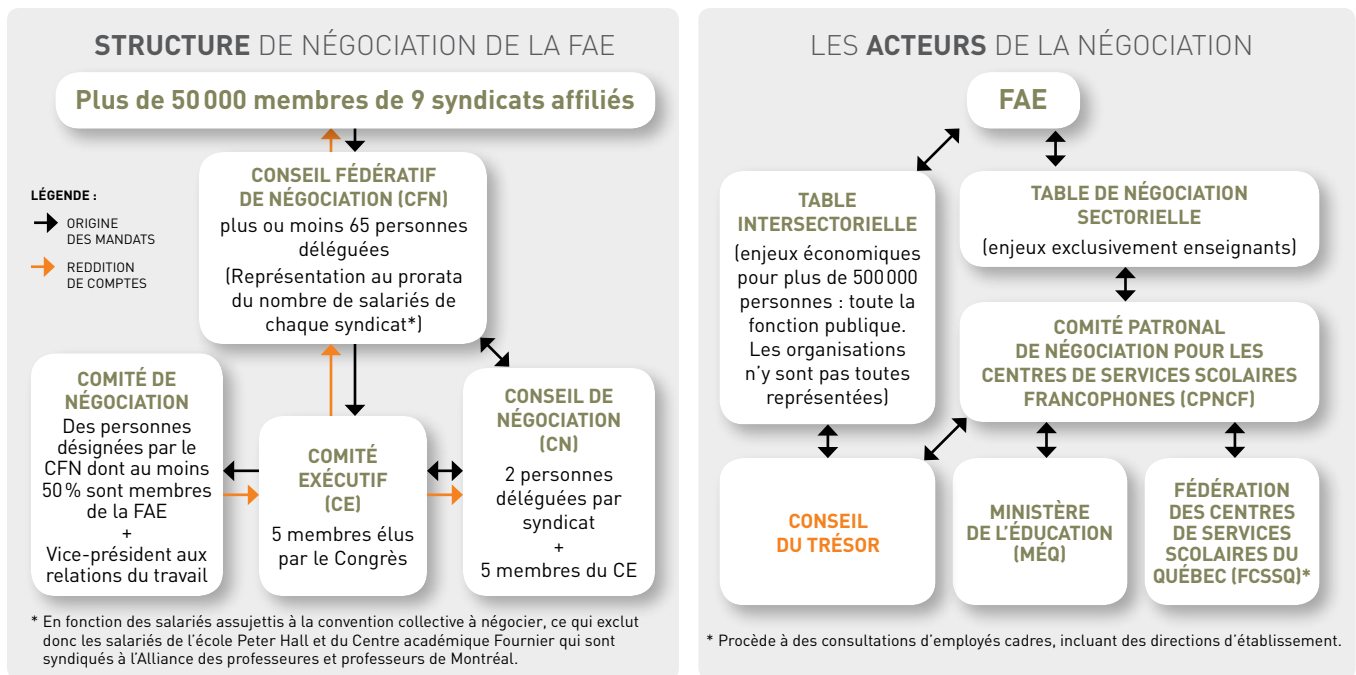 STRUCTURE DE NÉGOCIATION DE LA FAE
Plus de 50 000 membres de 9 syndicats affiliés
CONSEIL FÉDÉRATIF
DE NÉGOCIATION (CFN)
plus ou moins 65 personnes
déléguées
(Représentation au prorata
du nombre de salariés de
chaque syndicat*)
LÉGENDE :
ORIGINE
DES MANDATS
REDDITION
DE COMPTES
COMITÉ DE
NÉGOCIATION
Des personnes
désignées par le
CFN dont au moins
50 % sont membres
de la FAE
+
Vice-président aux
relations du travail
COMITÉ
EXÉCUTIF
(CE)
5 membres élus
par le Congrès
CONSEIL DE
NÉGOCIATION
(CN)
2 personnes
déléguées par
syndicat
+
5 membres du CE
* En fonction des salariés assujettis à la convention collective à négocier, ce qui exclut
donc les salariés de l'école Peter Hall et du Centre académique Fournier qui sont
syndiqués à l'Alliance des professeures et professeurs de Montréal.
LES ACTEURS DE LA NÉGOCIATION
FAE
TABLE
INTERSECTORIELLE
(enjeux économiques
pour plus de 500 000
personnes : toute la
fonction publique.
Les organisations
n'y sont pas toutes
représentées)
TABLE DE NÉGOCIATION
SECTORIELLE
(enjeux exclusivement enseignants)
COMITÉ PATRONAL
DE NÉGOCIATION POUR LES
CENTRES DE SERVICES SCOLAIRES
FRANCOPHONES (CPNCF)
CONSEIL
DU TRÉSOR
MINISTÈRE
DE L'ÉDUCATION
(MÉQ)
FÉDÉRATION
DES CENTRES
DE SERVICES
SCOLAIRES DU
QUÉBEC (FCSSQ)*
* Procède à des consultations d'employés cadres, incluant des directions d'établissement.